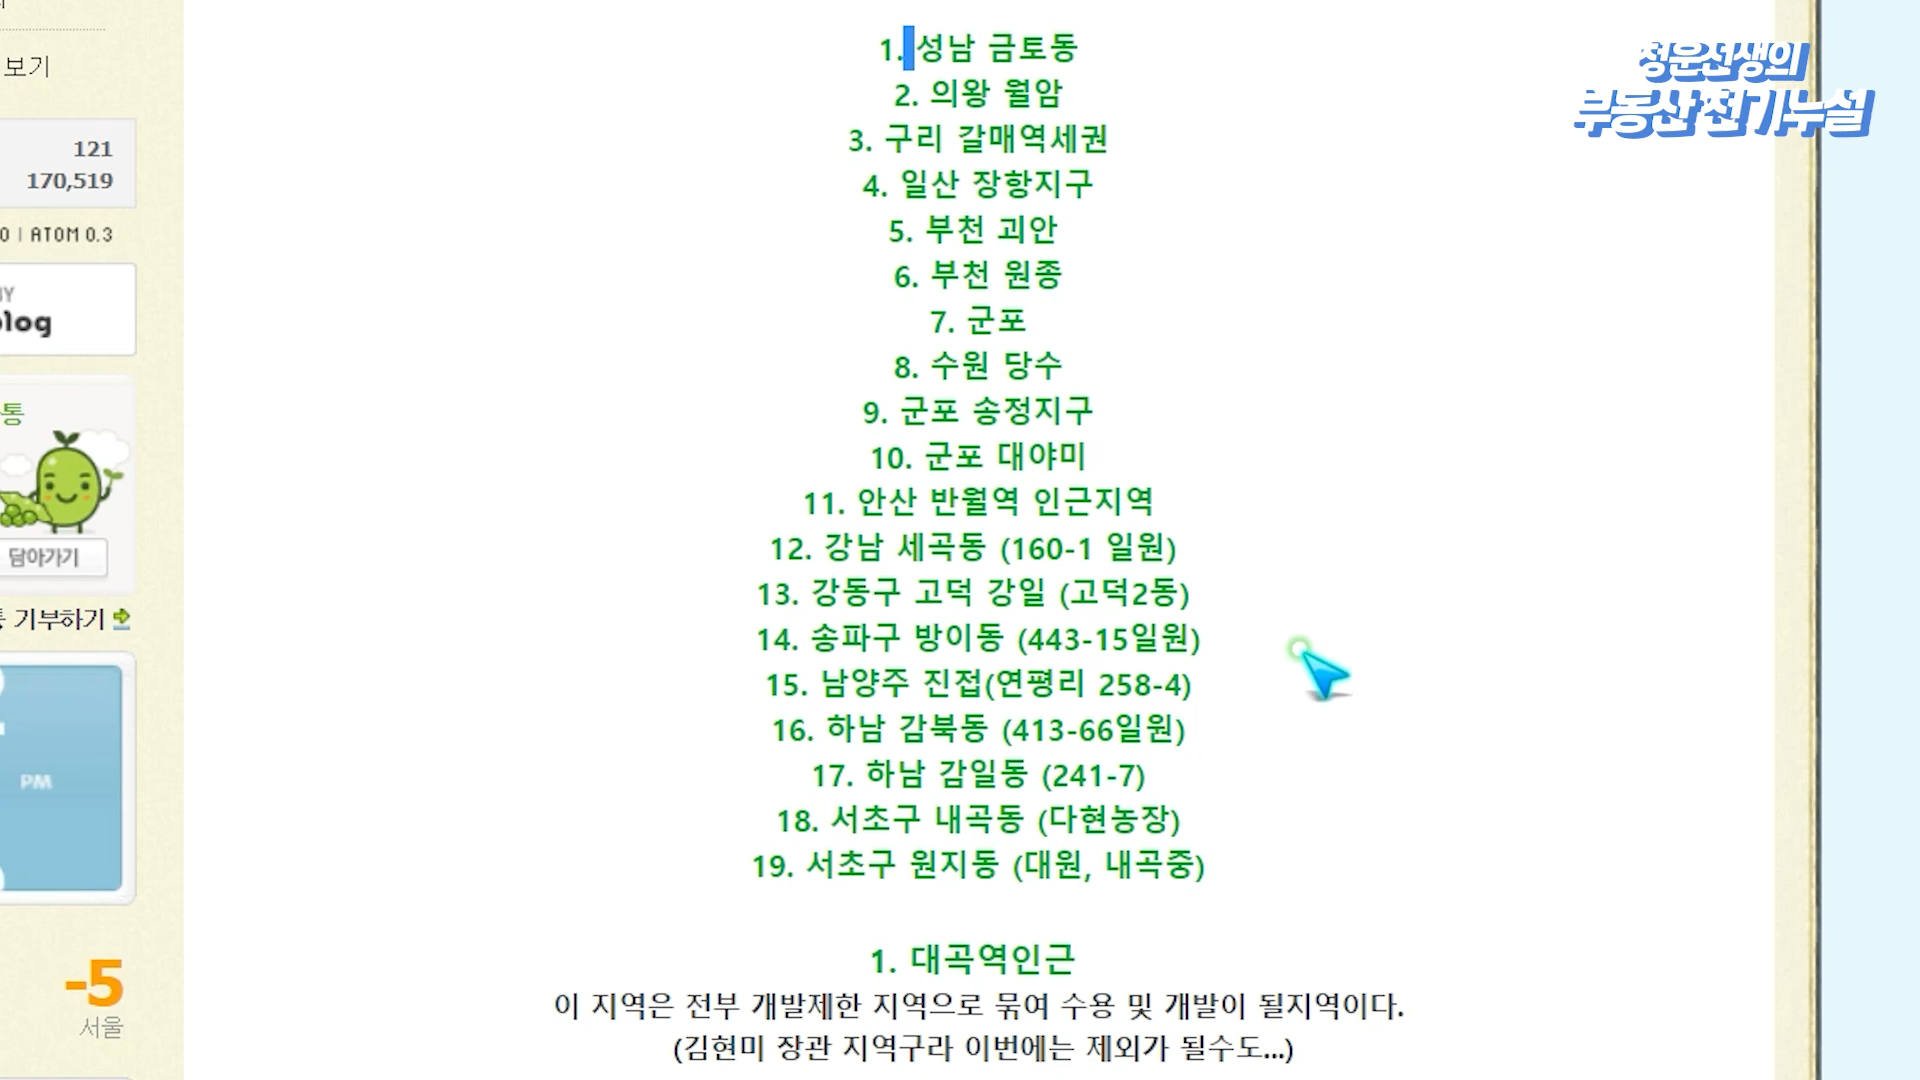 보기
121
170,519
ATOM 0.3
log
통
담아가기
기부하기
PM
-5
서울
청운선생의
부동산 천기누설
1. 성남 금토동
2. 의왕 월암
3. 구리 갈매역세권
4. 일산 장항지구
5. 부천 괴안
6. 부천 원종
7. 군포
8. 수원 당수
9. 군포 송정지구
10. 군포 대야미
11. 안산 반월역 인근지역
12. 강남 세곡동 (160-1 일원)
13. 강동구 고덕 강일 (고덕2동)
14. 송파구 방이동 (443-15일원)
15. 남양주 진접(연평리 258-4)
16. 하남 감북동 (413-66일원)
17. 하남 감일동 (241-7)
18. 서초구 내곡동 (다현농장)
19. 서초구 원지동 (대원, 내곡중)
1. 대곡역인근
이 지역은 전부 개발제한 지역으로 묶여 수용 및 개발이 될지역이다.
(김현미 장관 지역구라 이번에는 제외가 될수도...)